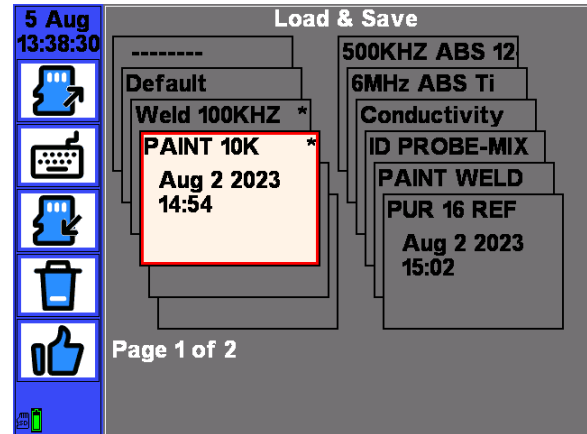 5 Aug
13:38:30
Load & Save
--------
Default
Weld 100KHZ *
PAINT 10K *
Aug 2 2023
14:54
500KHZ ABS 12
6MHz ABS Ti
Conductivity
ID PROBE-MIX
PAINT WELD
PUR 16 REF
Aug 2 2023
15:02
Page 1 of 2
SD